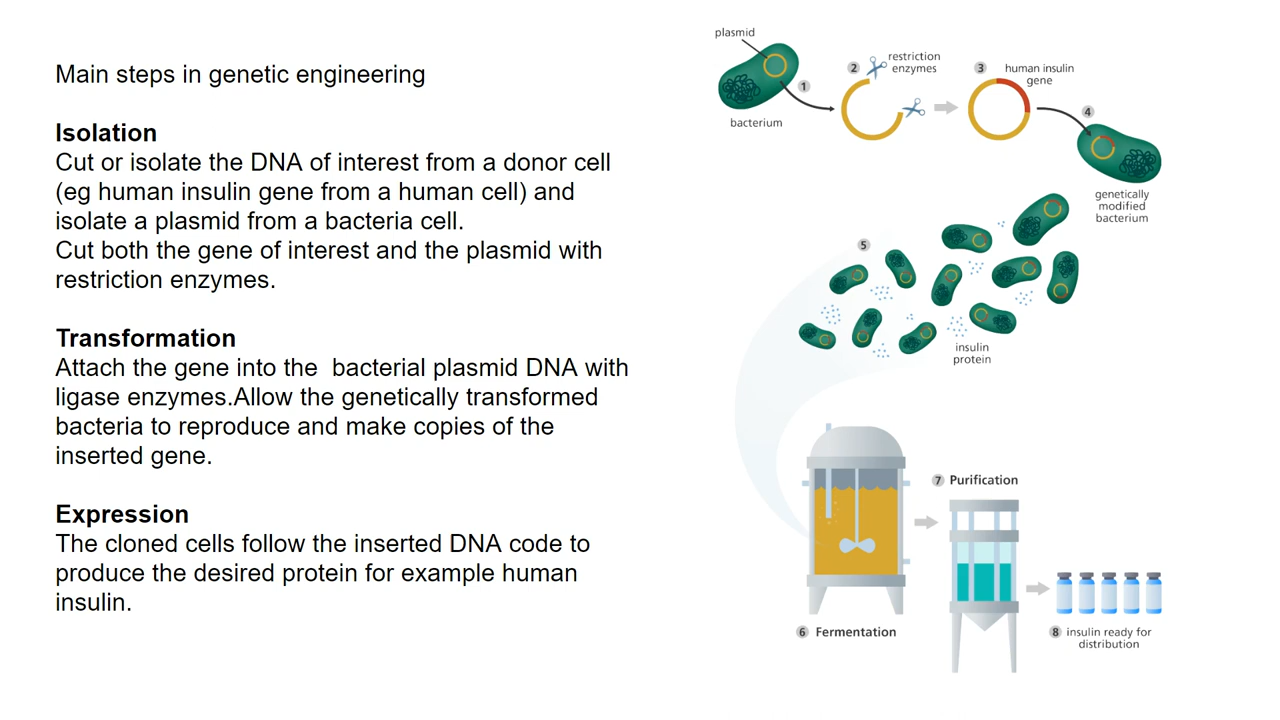 Main steps in genetic engineering
Isolation
Cut or isolate the DNA of interest from a donor cell
(eg human insulin gene from a human cell) and
isolate a plasmid from a bacteria cell.
Cut both the gene of interest and the plasmid with
restriction enzymes.
Transformation
Attach the gene into the  bacterial plasmid DNA with
ligase enzymes.Allow the genetically transformed
bacteria to reproduce and make copies of the
inserted gene.
Expression
The cloned cells follow the inserted DNA code to
produce the desired protein for example human
insulin.
plasmid
bacterium
1
2
restriction
enzymes
3
human insulin
gene
4
genetically
modified
bacterium
5
insulin
protein
6 Fermentation
7 Purification
8 insulin ready for
distribution